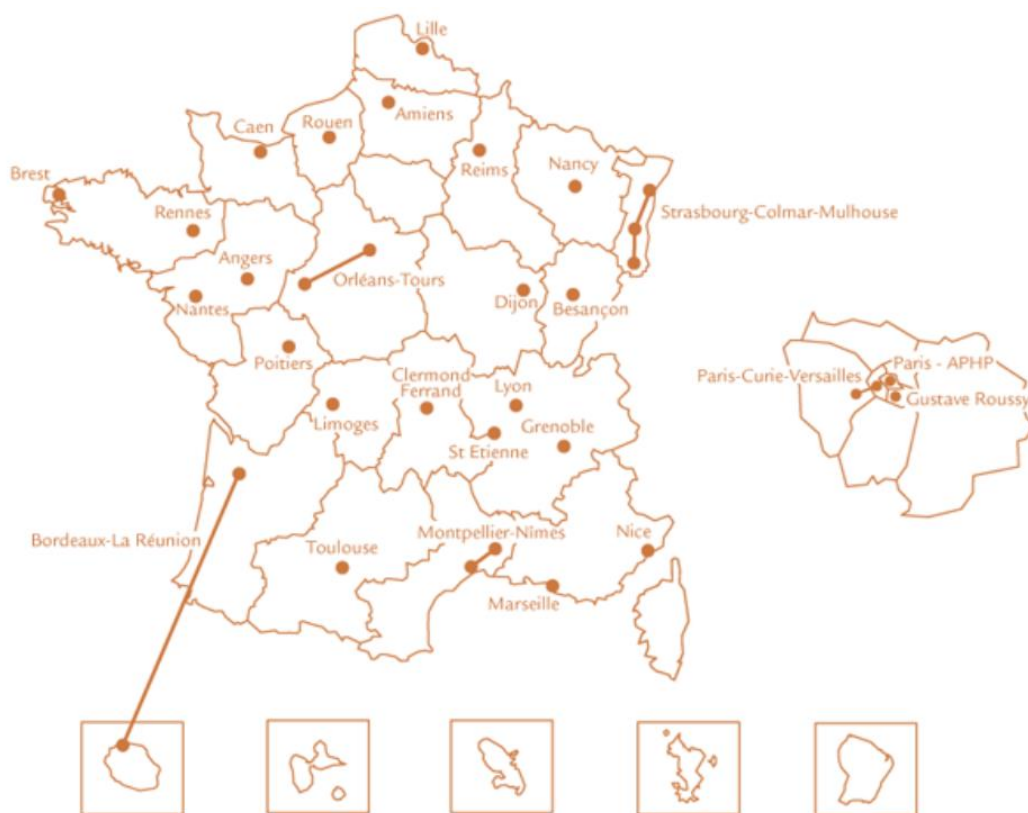 Lille
Amiens
Caen
Rouen
Reims
Nancy
Brest
Rennes
Strasbourg-Colmar-Mulhouse
Angers
Orléans-Tours
Nantes
Dijon
Besançon
Poitiers
Paris - APHP
Paris-Curie-Versailles
Gustave Roussy
Clermond
Ferrand
Lyon
Limoges
Grenoble
St Etienne
Bordeaux-La Réunion
Toulouse
Montpellier-Nîmes
Nice
Marseille